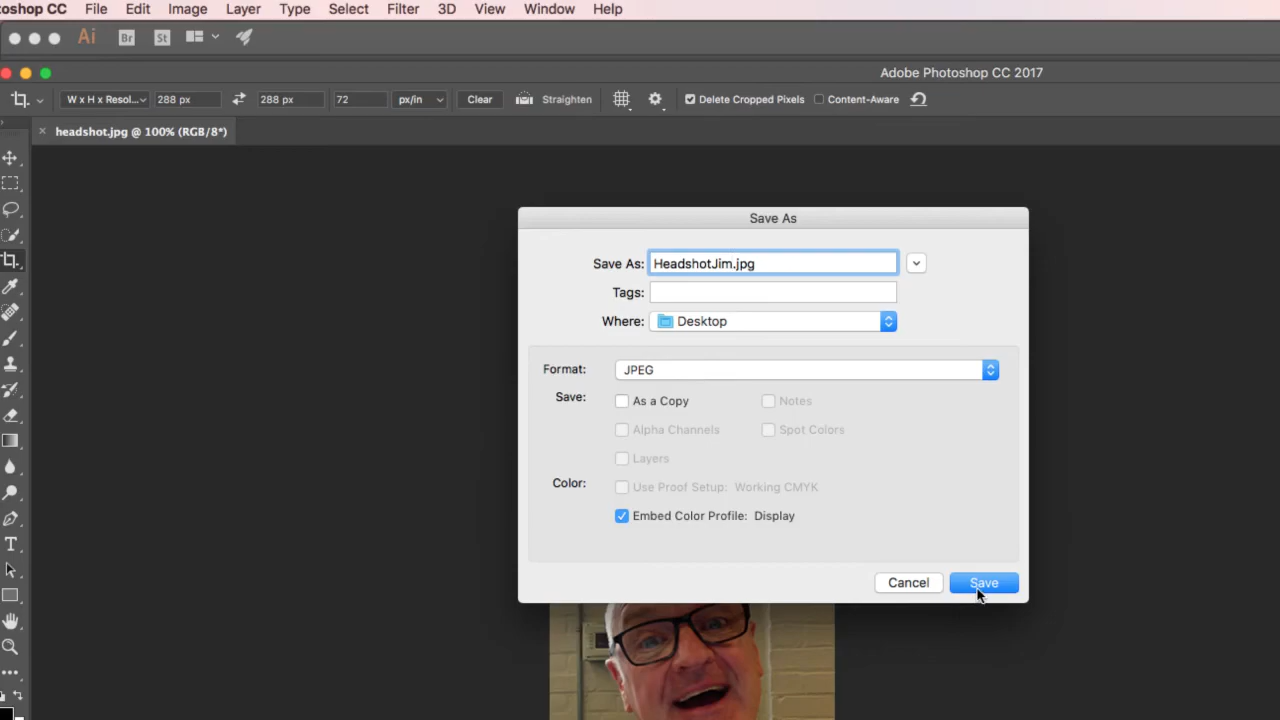 toshop CC File Edit Image Layer Type Select Filter 3D View Window Help
Ai Br St
Adobe Photoshop CC 2017
W x H x Resol... 288 px 288 px 72 px/in Clear Straighten Delete Cropped Pixels Content-Aware
headshot.jpg @ 100% (RGB/8*)
Save As
Save As: HeadshotJim.jpg
Tags:
Where: Desktop
Format: JPEG
Save: As a Copy Notes
Alpha Channels Spot Colors
Layers
Color: Use Proof Setup: Working CMYK
Embed Color Profile: Display
Cancel Save
T